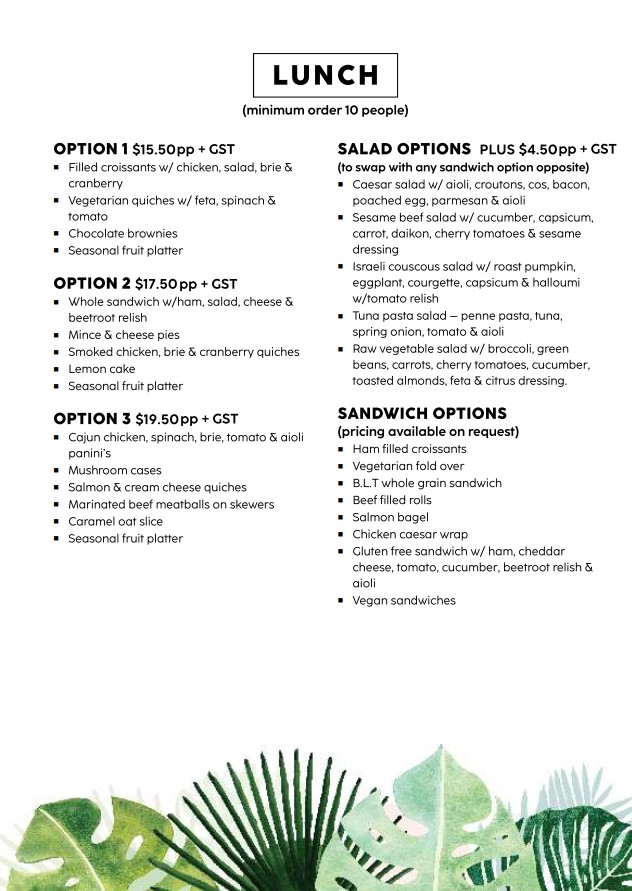 LUNCH
(minimum order 10 people)
OPTION 1 $15.50pp + GST
▪ Filled croissants w/ chicken, salad, brie &
cranberry
▪ Vegetarian quiches w/ feta, spinach &
tomato
▪ Chocolate brownies
▪ Seasonal fruit platter
OPTION 2 $17.50pp + GST
▪ Whole sandwich w/ham, salad, cheese &
beetroot relish
▪ Mince & cheese pies
▪ Smoked chicken, brie & cranberry quiches
▪ Lemon cake
▪ Seasonal fruit platter
OPTION 3 $19.50pp + GST
▪ Cajun chicken, spinach, brie, tomato & aioli
panini's
▪ Mushroom cases
▪ Salmon & cream cheese quiches
▪ Marinated beef meatballs on skewers
▪ Caramel oat slice
▪ Seasonal fruit platter
SALAD OPTIONS PLUS $4.50pp + GST
(to swap with any sandwich option opposite)
▪ Caesar salad w/ aioli, croutons, cos, bacon,
poached egg, parmesan & aioli
▪ Sesame beef salad w/ cucumber, capsicum,
carrot, daikon, cherry tomatoes & sesame
dressing
▪ Israeli couscous salad w/ roast pumpkin,
eggplant, courgette, capsicum & halloumi
w/tomato relish
▪ Tuna pasta salad – penne pasta, tuna,
spring onion, tomato & aioli
▪ Raw vegetable salad w/ broccoli, green
beans, carrots, cherry tomatoes, cucumber,
toasted almonds, feta & citrus dressing.
SANDWICH OPTIONS
(pricing available on request)
▪ Ham filled croissants
▪ Vegetarian fold over
▪ B.L.T whole grain sandwich
▪ Beef filled rolls
▪ Salmon bagel
▪ Chicken caesar wrap
▪ Gluten free sandwich w/ ham, cheddar
cheese, tomato, cucumber, beetroot relish &
aioli
▪ Vegan sandwiches